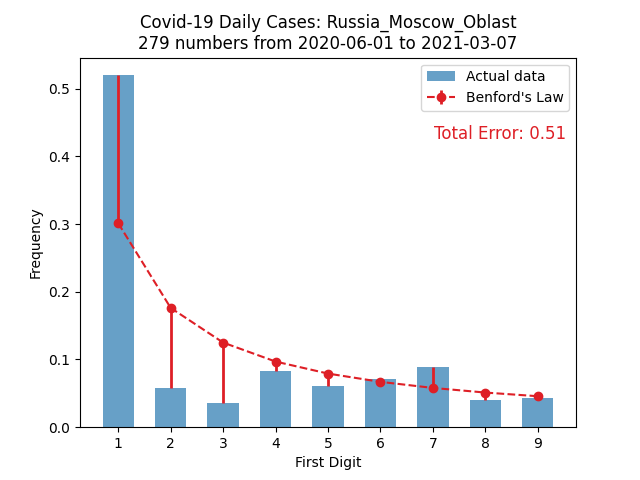 Covid-19 Daily Cases: Russia_Moscow_Oblast
279 numbers from 2020-06-01 to 2021-03-07
Actual data
Benford's Law
Total Error: 0.51
0.5
0.4
0.3
0.2
0.1
0.0
Frequency
1 2 3 4 5 6 7 8 9
First Digit